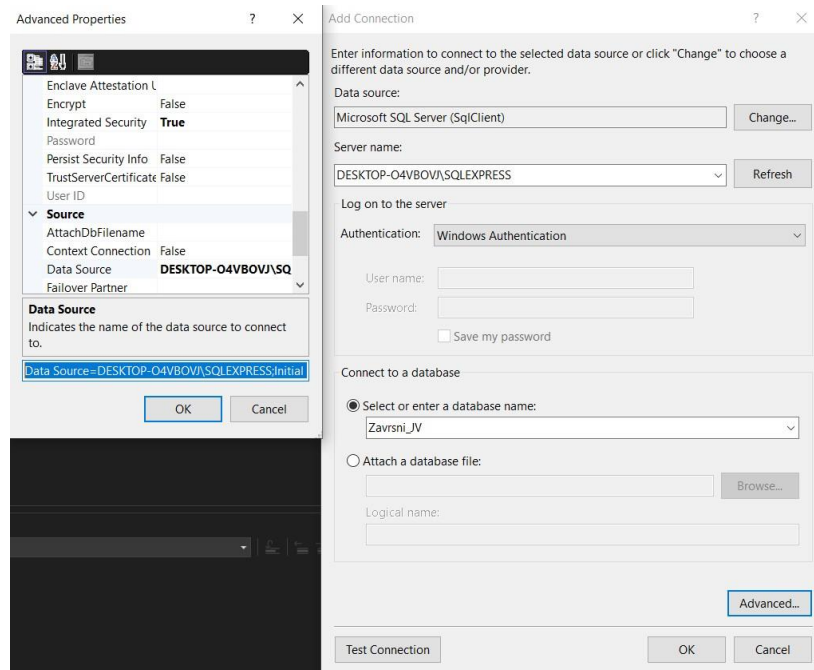 Advanced Properties
?
Enclave Attestation U
Encrypt False
Integrated Security True
Password
Persist Security Info False
TrustServerCertificate False
User ID
Source
AttachDbFilename
Context Connection False
Data Source DESKTOP-O4VBOVJ\SQ
Failover Partner
Data Source
Indicates the name of the data source to connect
to.
Data Source=DESKTOP-O4VBOVJ\SQLEXPRESS;Initial
OK Cancel
Add Connection
?
Enter information to connect to the selected data source or click "Change" to choose a
different data source and/or provider.
Data source:
Microsoft SQL Server (SqlClient) Change...
Server name:
DESKTOP-O4VBOVJ\SQLEXPRESS Refresh
Log on to the server
Authentication: Windows Authentication
User name:
Password:
Save my password
Connect to a database
Select or enter a database name:
Zavrsni_JV
Attach a database file:
Browse...
Logical name:
Advanced...
Test Connection OK Cancel